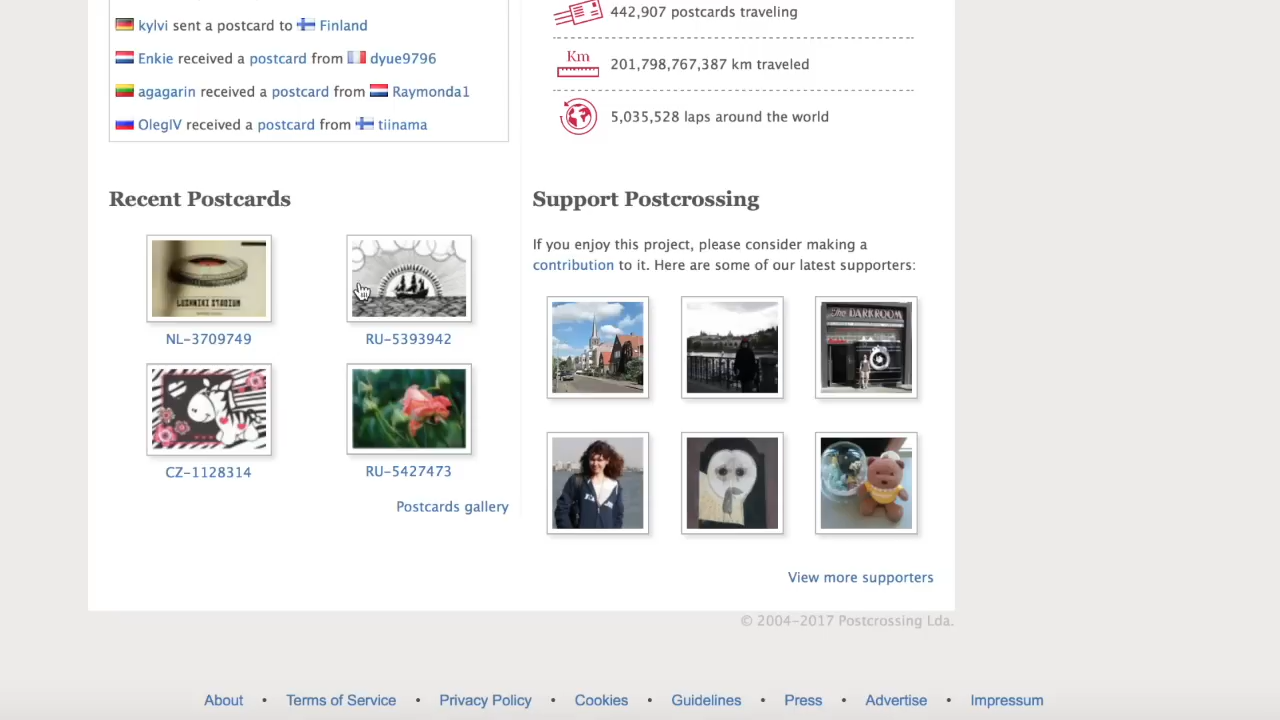 kylvi sent a postcard to Finland
Enkie received a postcard from dyue9796
agagarin received a postcard from Raymonda1
OlegIV received a postcard from tiinama
442,907 postcards traveling
Km
201,798,767,387 km traveled
5,035,528 laps around the world
Recent Postcards
LUZHNIKI STADIUM
NL-3709749
RU-5393942
CZ-1128314
RU-5427473
Postcards gallery
Support Postcrossing
If you enjoy this project, please consider making a
contribution to it. Here are some of our latest supporters:
The DARKROOM
View more supporters
© 2004-2017 Postcrossing Lda.
About • Terms of Service • Privacy Policy • Cookies • Guidelines • Press • Advertise • Impressum